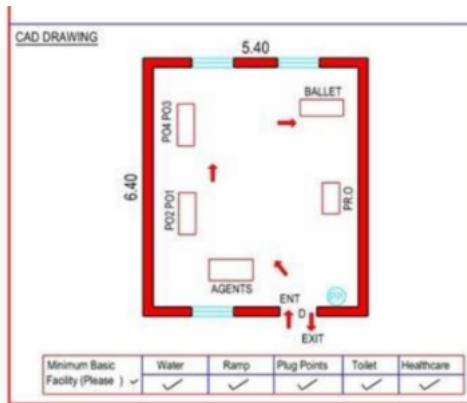 CAD DRAWING
5.40
BALLET
PO4 PO3
6.40
PR.O
PO2 PO1
AGENTS
PP
ENT
D
EXIT
Minimum Basic Facility (Please ) ✓
Water
Ramp
Plug Points
Toilet
Healthcare
✓ ✓ ✓ ✓ ✓